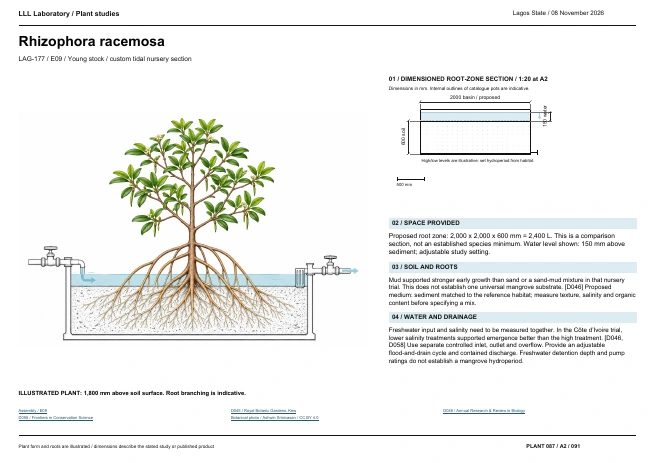 LLL Laboratory / Plant studies
Lagos State / 08 November 2026
Rhizophora racemosa
LAG-177 / E09 / Young stock / custom tidal nursery section
01 / DIMENSIONED ROOT-ZONE SECTION / 1:20 at A2
Dimensions in mm. Internal outlines of catalogue pots are indicative.
2000 basin / proposed
150 water
600 soil
High/low levels are illustrative: set hydroperiod from habitat.
500 mm
02 / SPACE PROVIDED
Proposed root zone: 2,000 x 2,000 x 600 mm = 2,400 L. This is a comparison
section, not an established species minimum. Water level shown: 150 mm above
sediment; adjustable study setting.
03 / SOIL AND ROOTS
Mud supported stronger early growth than sand or a sand-mud mixture in that nursery
trial. This does not establish one universal mangrove substrate. [D046] Proposed
medium: sediment matched to the reference habitat; measure texture, salinity and organic
content before specifying a mix.
04 / WATER AND DRAINAGE
Freshwater input and salinity need to be measured together. In the Côte d'Ivoire trial,
lower salinity treatments supported emergence better than the high treatment. [D046,
D058] Use separate controlled inlet, outlet and overflow. Provide an adjustable
flood-and-drain cycle and contained discharge. Freshwater detention depth and pump
ratings do not establish a mangrove hydroperiod.
ILLUSTRATED PLANT: 1,800 mm above soil surface. Root branching is indicative.
Assembly / E09
D058 / Frontiers in Conservation Science
D045 / Royal Botanic Gardens, Kew
Botanical photo /
/ CC BY 4.0
D046 / Annual Research & Review in Biology
Plant form and roots are illustrated / dimensions describe the stated study or published product
PLANT 087 / A2 / 091